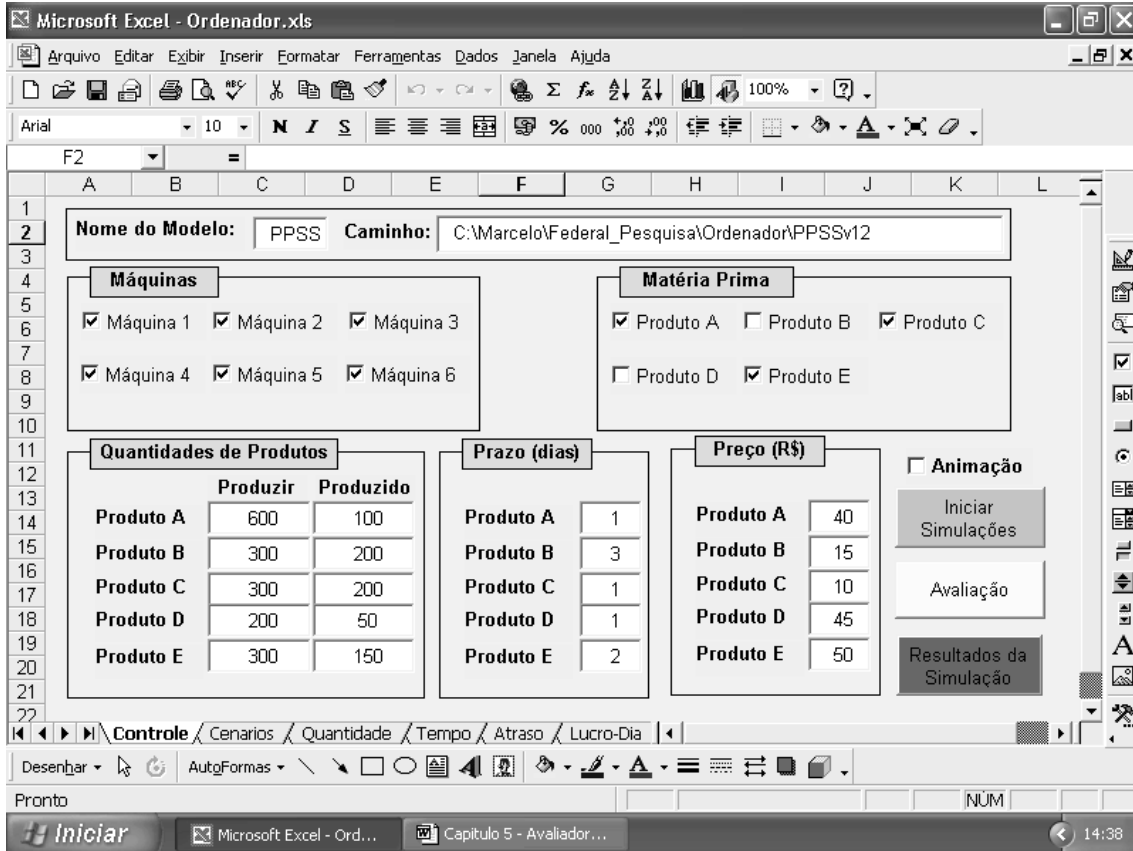 Microsoft Excel - Ordenador.xls
Arquivo Editar Exibir Inserir Formatar Ferramentas Dados Janela Ajuda
ABC Σ fx 100%
Arial 10 N I S % 000
F2 =
A B C D E F G H I J K L
1
2 Nome do Modelo: PPSS Caminho: C:\Marcelo\Federal_Pesquisa\Ordenador\PPSSv12
3
4 Máquinas Matéria Prima
5
6 Máquina 1 Máquina 2 Máquina 3 Produto A Produto B Produto C
7
8 Máquina 4 Máquina 5 Máquina 6 Produto D Produto E
9
10
11 Quantidades de Produtos Prazo (dias) Preço (R$)
12 Animação
13 Produzir Produzido
14 Produto A 600 100 Produto A 1 Produto A 40 Iniciar Simulações
15 Produto B 300 200 Produto B 3 Produto B 15
16
17 Produto C 300 200 Produto C 1 Produto C 10 Avaliação
18 Produto D 200 50 Produto D 1 Produto D 45
19
20 Produto E 300 150 Produto E 2 Produto E 50 Resultados da Simulação
21
22
Controle Cenarios Quantidade Tempo Atraso Lucro-Dia
Desenhar AutoFormas
Pronto NÚM
Iniciar Microsoft Excel - Ord... Capitulo 5 - Avaliador... 14:38